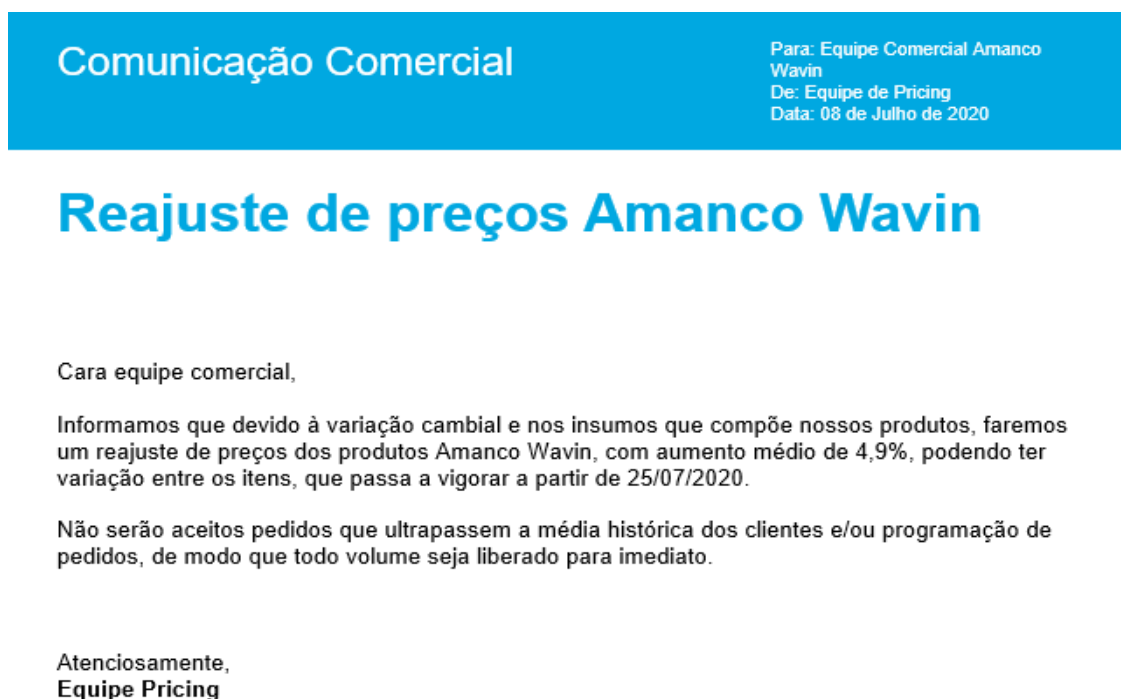 Comunicação Comercial
Para: Equipe Comercial Amanco
Wavin
De: Equipe de Pricing
Data: 08 de Julho de 2020
Reajuste de preços Amanco Wavin
Cara equipe comercial,
Informamos que devido à variação cambial e nos insumos que compõe nossos produtos, faremos
um reajuste de preços dos produtos Amanco Wavin, com aumento médio de 4,9%, podendo ter
variação entre os itens, que passa a vigorar a partir de 25/07/2020.
Não serão aceitos pedidos que ultrapassem a média histórica dos clientes e/ou programação de
pedidos, de modo que todo volume seja liberado para imediato.
Atenciosamente,
Equipe Pricing